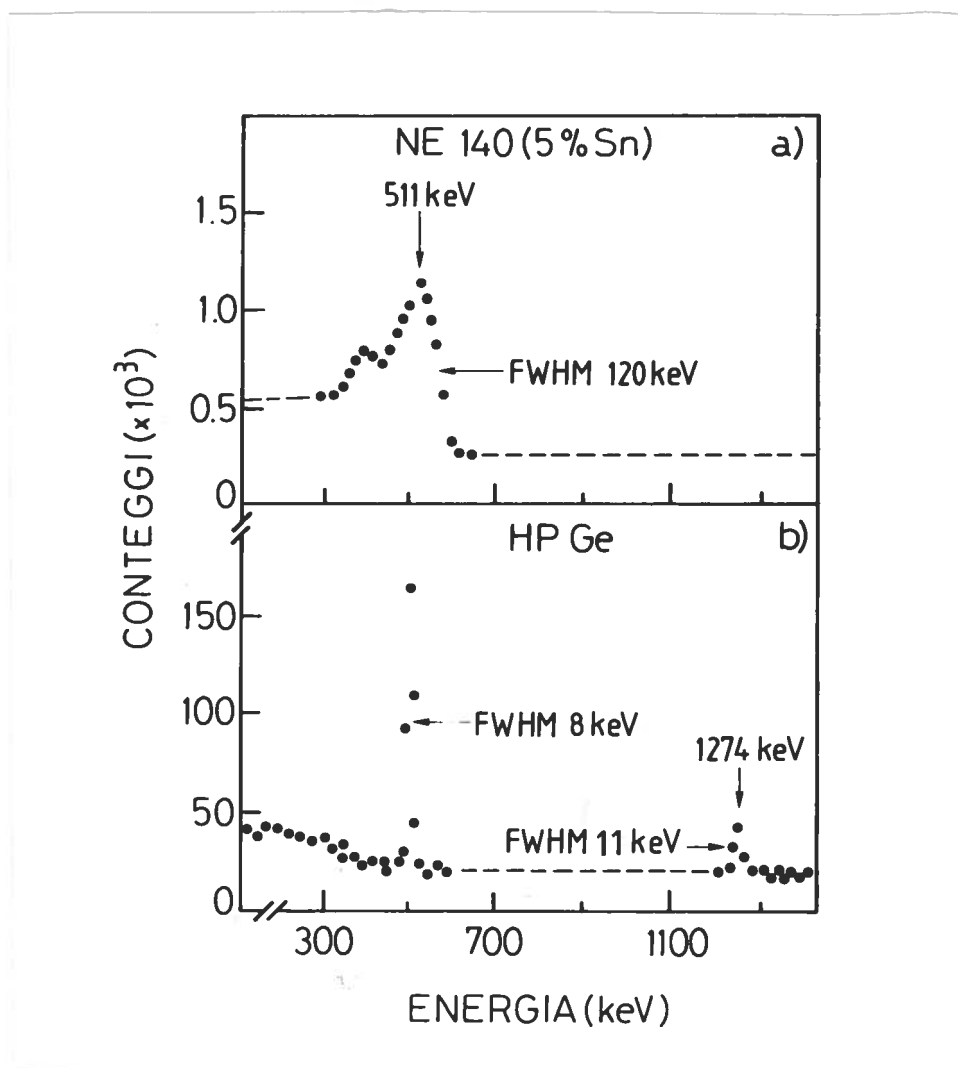 NE 140 (5% Sn)
a)
511 keV
1.5
1.0
FWHM 120 keV
0.5
0
HP Ge
b)
150
100
FWHM 8 keV
1274 keV
50
FWHM 11 keV
0
300
700
1100
ENERGIA (keV)
CONTEGGI (x10³)